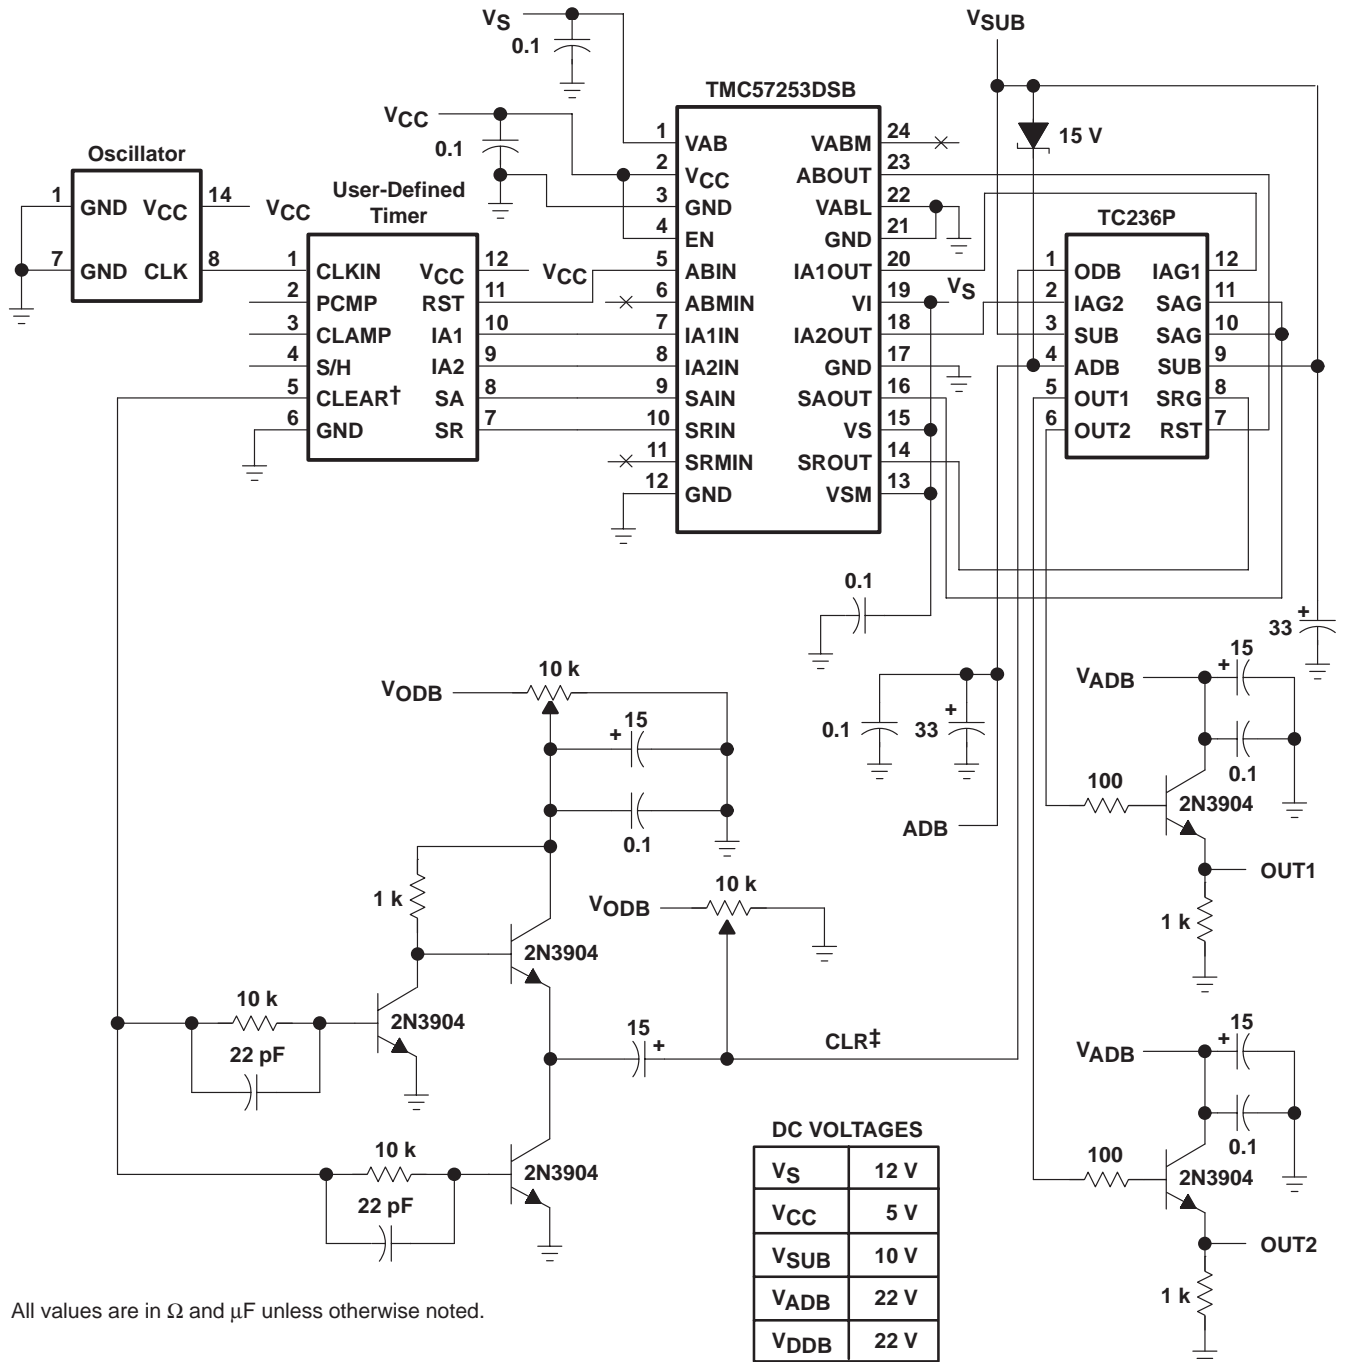 VS
0.1
VCC
0.1
VSUB
15 V
Oscillator
1 GND VCC 14 VCC
7 GND CLK 8
User-Defined
Timer
1 CLKIN VCC 12 VCC
2 PCMP RST 11
3 CLAMP IA1 10
4 S/H IA2 9
5 CLEAR† SA 8
6 GND SR 7
TMC57253DSB
1 VAB VABM 24
2 VCC ABOUT 23
3 GND VABL 22
4 EN GND 21
5 ABIN IA1OUT 20
6 ABMIN VI 19 VS
7 IA1IN IA2OUT 18
8 IA2IN GND 17
9 SAIN SAOUT 16
10 SRIN VS 15
11 SRMIN SROUT 14
12 GND VSM 13
TC236P
1 ODB IAG1 12
2 IAG2 SAG 11
3 SUB SAG 10
4 ADB SUB 9
5 OUT1 SRG 8
6 OUT2 RST 7
0.1
33 +
0.1
33 +
ADB
VODB
10 k
+ 15
0.1
1 k
2N3904
10 k
22 pF
2N3904
VODB
10 k
15 +
CLR‡
10 k
22 pF
2N3904
VADB
+ 15
0.1
100
2N3904
OUT1
1 k
VADB
+ 15
0.1
100
2N3904
OUT2
1 k
DC VOLTAGES
VS 12 V
VCC 5 V
VSUB 10 V
VADB 22 V
VDDB 22 V
All values are in Ω and μF unless otherwise noted.